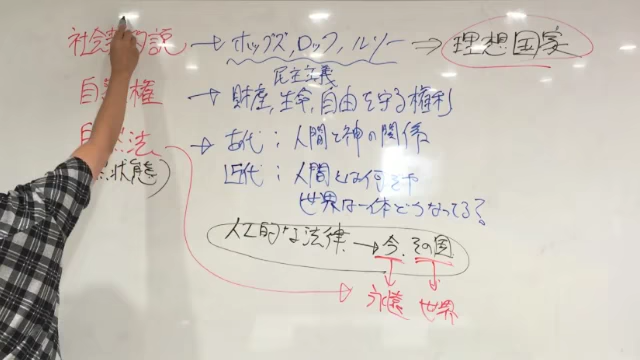 社会契約説 → ホッブズ, ロック, ルソー ⇒ 理想国家
民主主義
自然権 → 財産, 生命, 自由を守る権利
自然法 → 古代 ; 人間と神の関係
状態)
近代 ; 人間とは何ぞや
世界は一体どうなってる?
人工的な法律 → 今, その国
永遠 世界